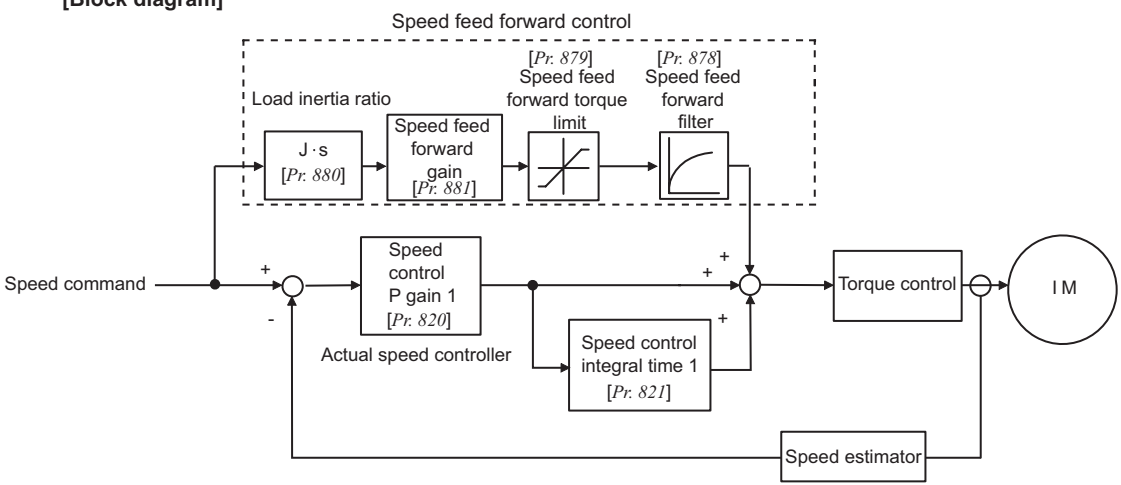 [Block diagram]
Speed feed forward control
Load inertia ratio
J·s
[Pr. 880]
Speed feed
forward
gain
[Pr. 881]
[Pr. 879]
Speed feed
forward torque
limit
[Pr. 878]
Speed feed
forward
filter
Speed command
+
-
Speed
control
P gain 1
[Pr. 820]
Actual speed controller
+
+
+
Speed control
integral time 1
[Pr. 821]
Torque control
IM
Speed estimator